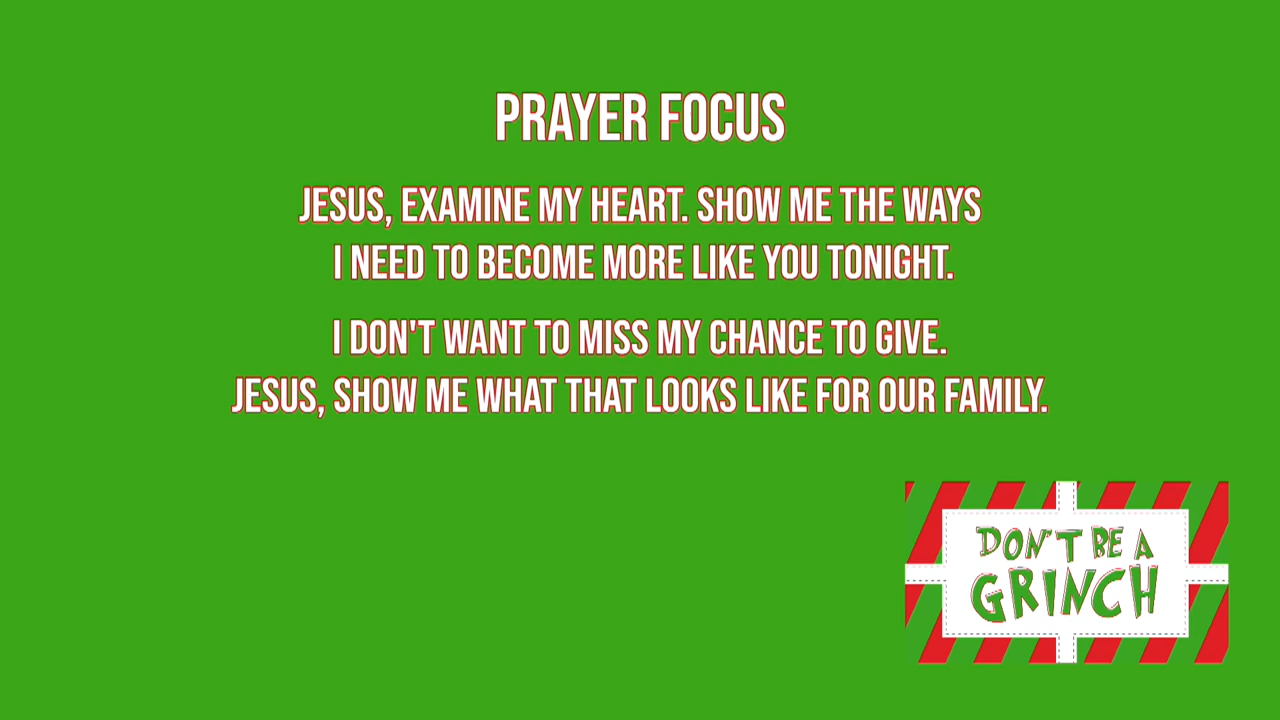 PRAYER FOCUS
JESUS, EXAMINE MY HEART. SHOW ME THE WAYS
I NEED TO BECOME MORE LIKE YOU TONIGHT.
I DON'T WANT TO MISS MY CHANCE TO GIVE.
JESUS, SHOW ME WHAT THAT LOOKS LIKE FOR OUR FAMILY.
DON'T BE A
GRINCH